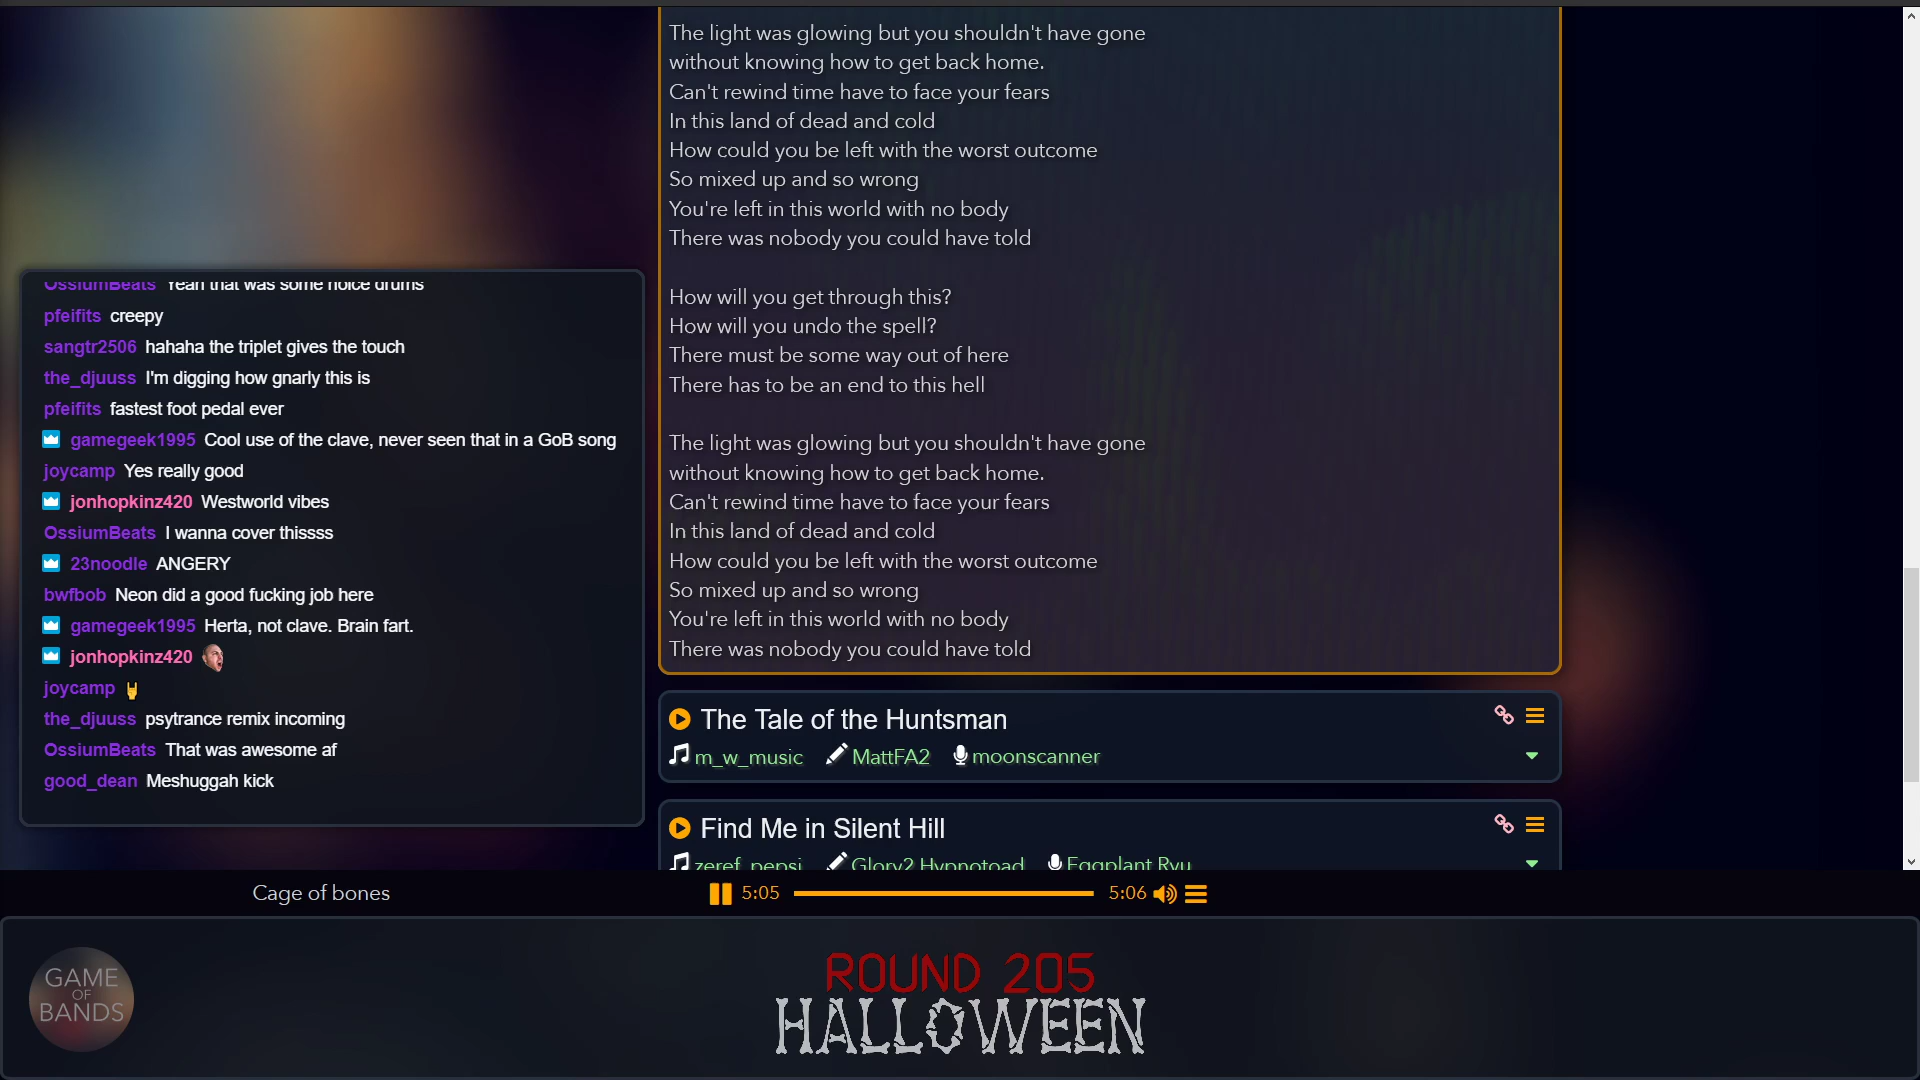 The light was glowing but you shouldn't have gone
without knowing how to get back home.
Can't rewind time have to face your fears
In this land of dead and cold
How could you be left with the worst outcome
So mixed up and so wrong
You're left in this world with no body
There was nobody you could have told
How will you get through this?
How will you undo the spell?
There must be some way out of here
There has to be an end to this hell
The light was glowing but you shouldn't have gone
without knowing how to get back home.
Can't rewind time have to face your fears
In this land of dead and cold
How could you be left with the worst outcome
So mixed up and so wrong
You're left in this world with no body
There was nobody you could have told
OssiumBeats Yeah that was some noice drums
pfeifits creepy
sangtr2506 hahaha the triplet gives the touch
the_djuuss I'm digging how gnarly this is
pfeifits fastest foot pedal ever
gamegeek1995 Cool use of the clave, never seen that in a GoB song
joycamp Yes really good
jonhopkinz420 Westworld vibes
OssiumBeats I wanna cover thissss
23noodle ANGERY
bwfbob Neon did a good fucking job here
gamegeek1995 Herta, not clave. Brain fart.
jonhopkinz420
joycamp 🤘
the_djuuss psytrance remix incoming
OssiumBeats That was awesome af
good_dean Meshuggah kick
The Tale of the Huntsman
m_w_music MattFA2 moonscanner
Find Me in Silent Hill
zeref_pepsi Glory2 Hypnotoad Eggplant Ryu
Cage of bones 5:05 5:06
GAME
OF
BANDS
ROUND 205
HALLOWEEN